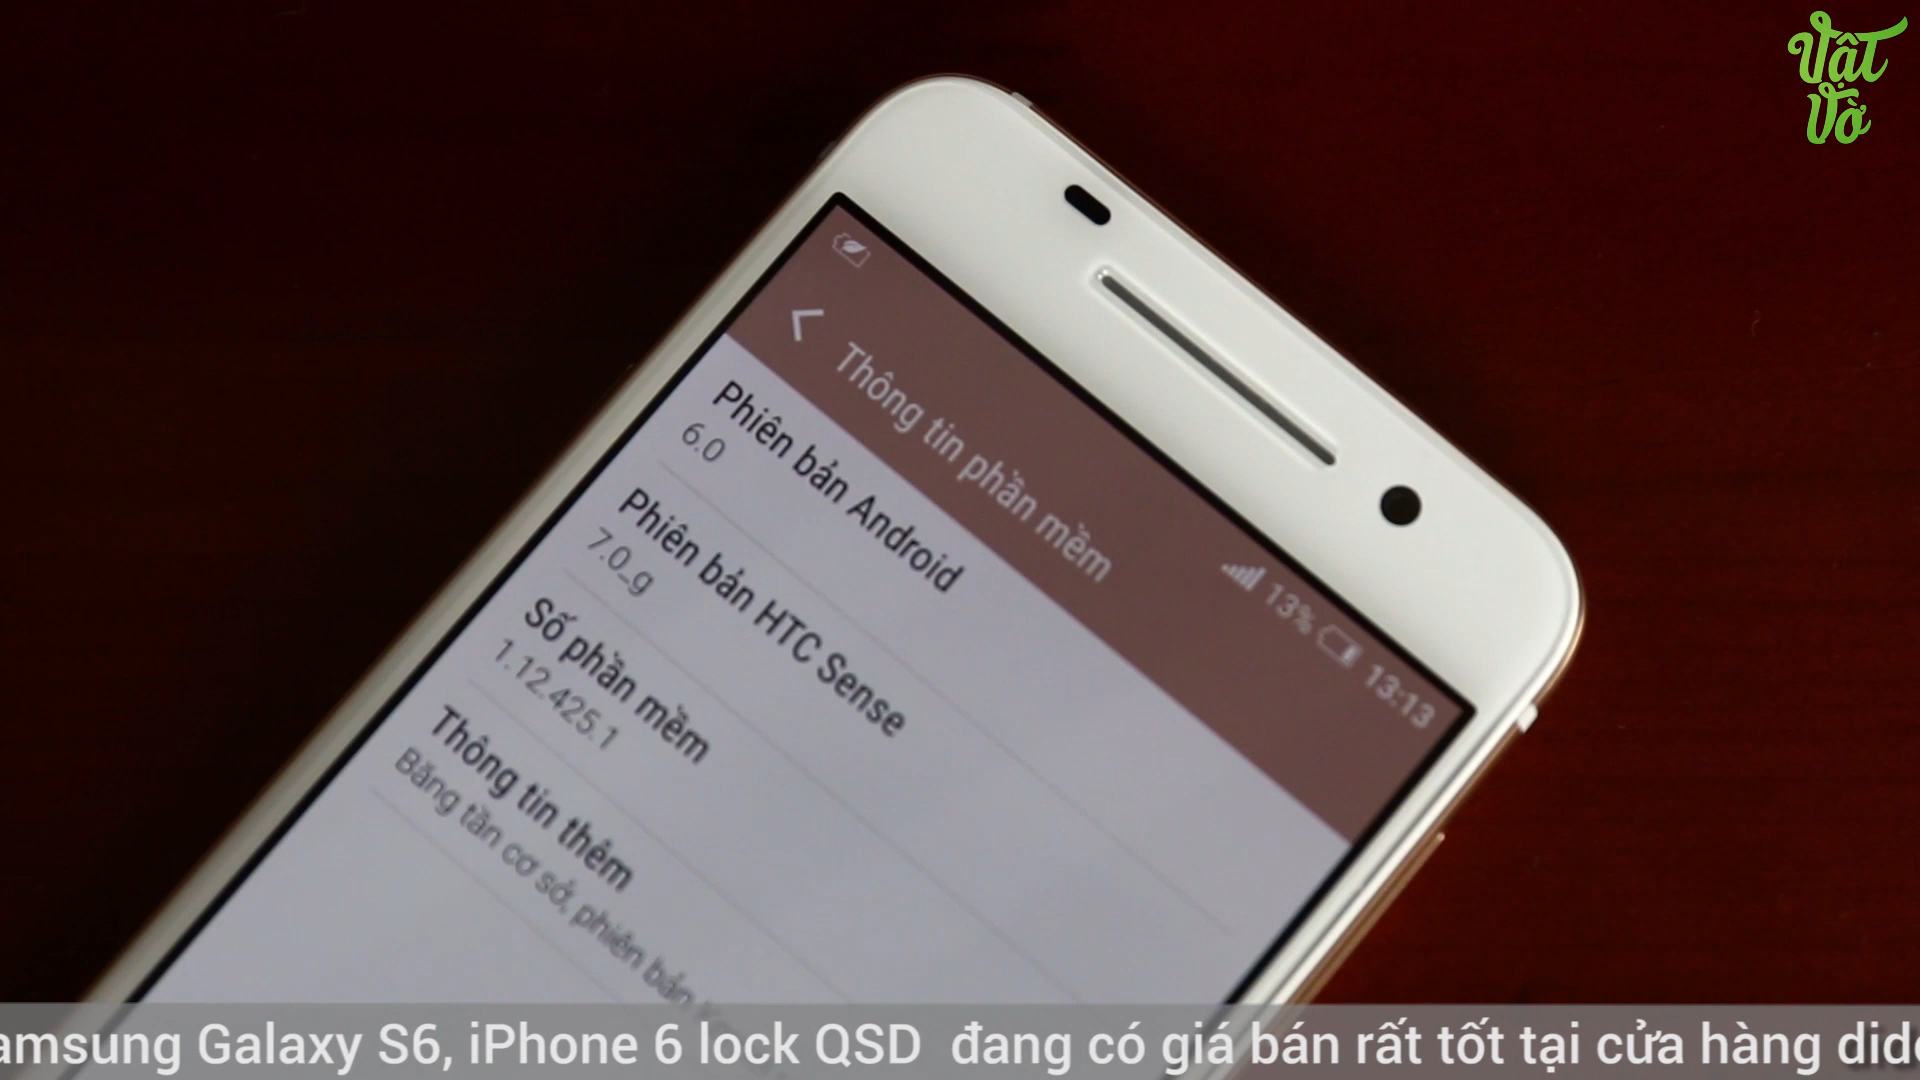 Vật
Vờ
13% 13:13
Thông tin phần mềm
Phiên bản Android
6.0
Phiên bản HTC Sense
7.0_g
Số phần mềm
1.12.425.1
Thông tin thêm
Băng tần cơ sở, phiên bản
amsung Galaxy S6, iPhone 6 lock QSD đang có giá bán rất tốt tại cửa hàng did